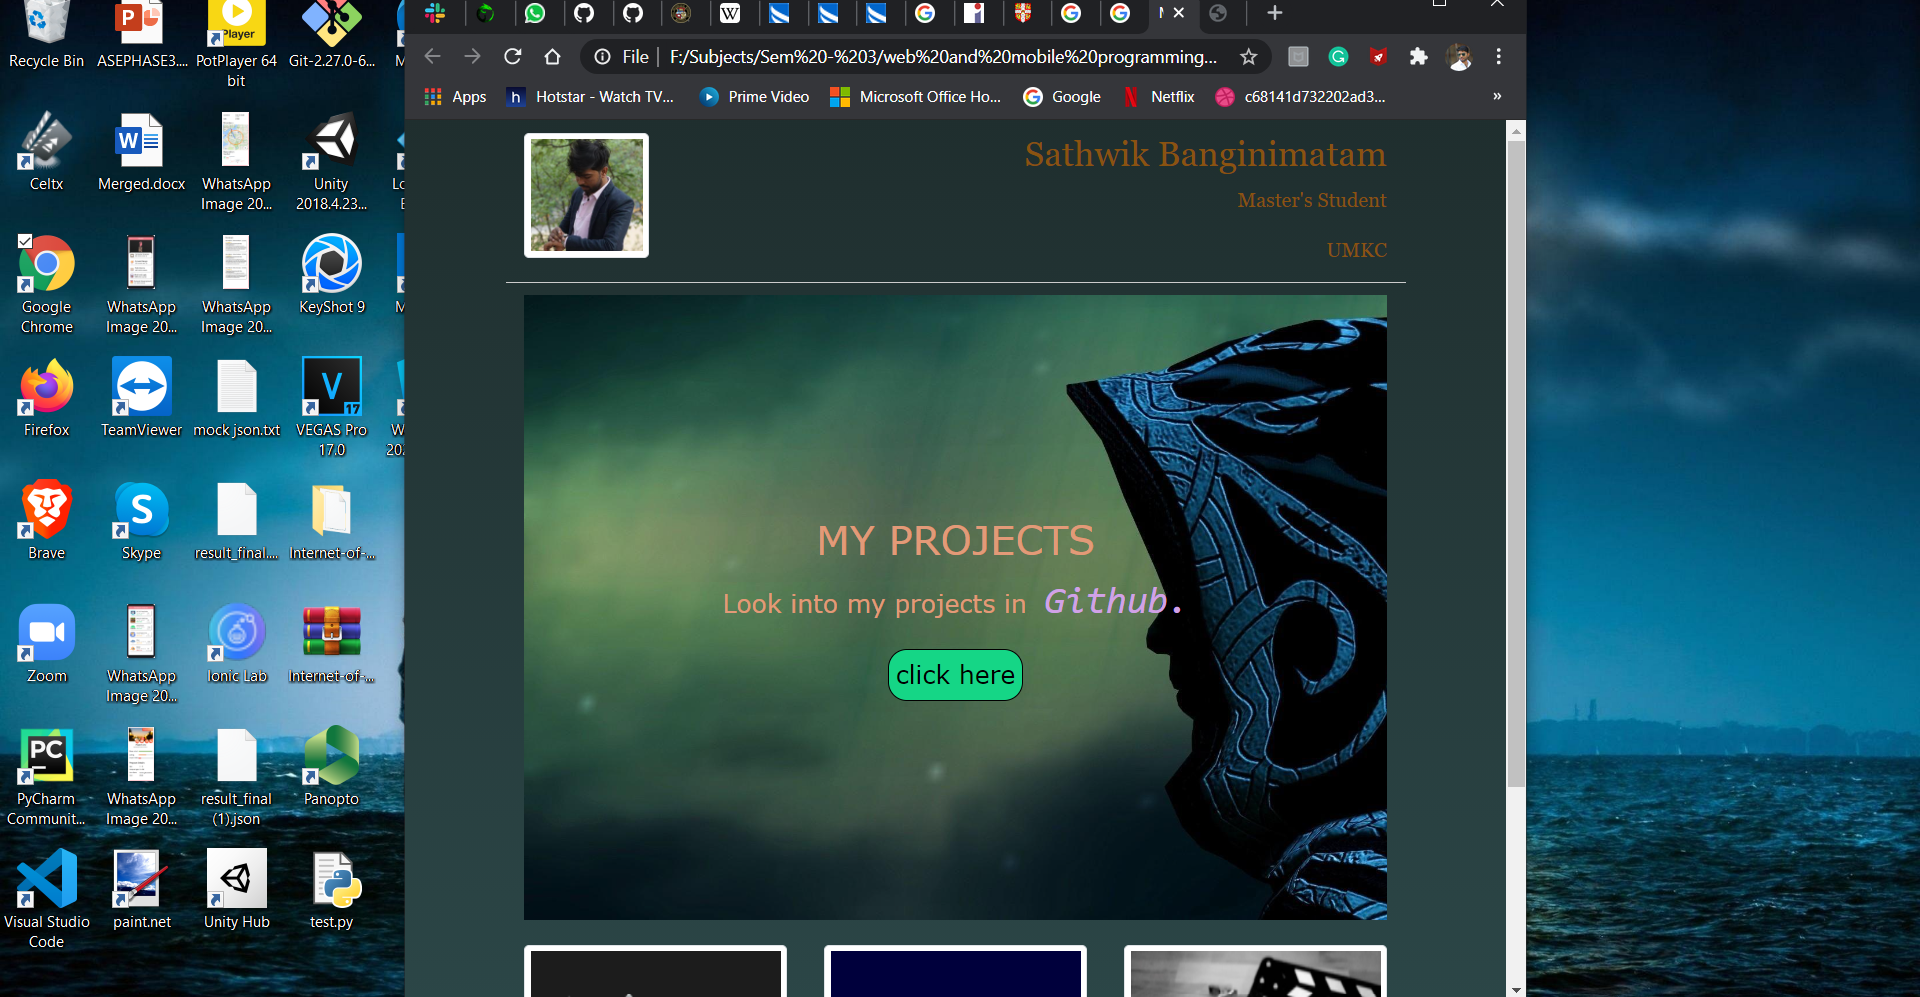 Recycle Bin
ASEPHASE3....
PotPlayer 64
bit
Git-2.27.0-6...
Celtx
Merged.docx
WhatsApp
Image 20...
Unity
2018.4.23...
Google
Chrome
WhatsApp
Image 20...
WhatsApp
Image 20...
KeyShot 9
Firefox
TeamViewer
mock json.txt
VEGAS Pro
17.0
Brave
Skype
result_final....
Internet-of-...
Zoom
WhatsApp
Image 20...
Ionic Lab
Internet-of-...
PyCharm
Communit...
WhatsApp
Image 20...
result_final
(1).json
Panopto
Visual Studio
Code
paint.net
Unity Hub
test.py
File
F:/Subjects/Sem%20-%203/web%20and%20mobile%20programming...
Apps
Hotstar - Watch TV...
Prime Video
Microsoft Office Ho...
Google
Netflix
c68141d732202ad3...
»
Sathwik Banginimatam
Master's Student
UMKC
MY PROJECTS
Look into my projects in Github.
click here